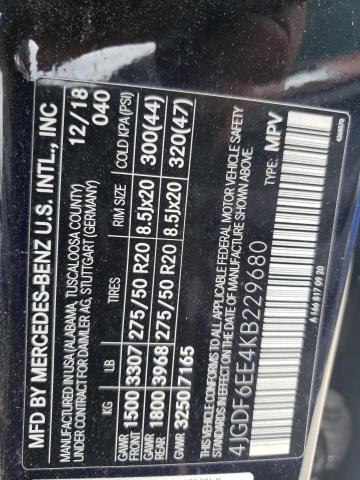 MFD BY MERCEDES-BENZ U.S. INTL., INC
MANUFACTURED IN USA (ALABAMA, TUSCALOOSA COUNTY) 12/18
UNDER CONTRACT FOR DAIMLER AG, STUTTGART (GERMANY) 040
KG LB TIRES RIM SIZE COLD KPA (PSI)
GAWR FRONT 1500 3307 275/50 R20 8.5Jx20 300(44)
GAWR REAR 1800 3968 275/50 R20 8.5Jx20 320(47)
GVWR 3250 7165
THIS VEHICLE CONFORMS TO ALL APPLICABLE FEDERAL MOTOR VEHICLE SAFETY
STANDARDS IN EFFECT ON THE DATE OF MANUFACTURE SHOWN ABOVE.
4JGDF6EE4KB229680 TYPE: MPV
A 166 817 09 20